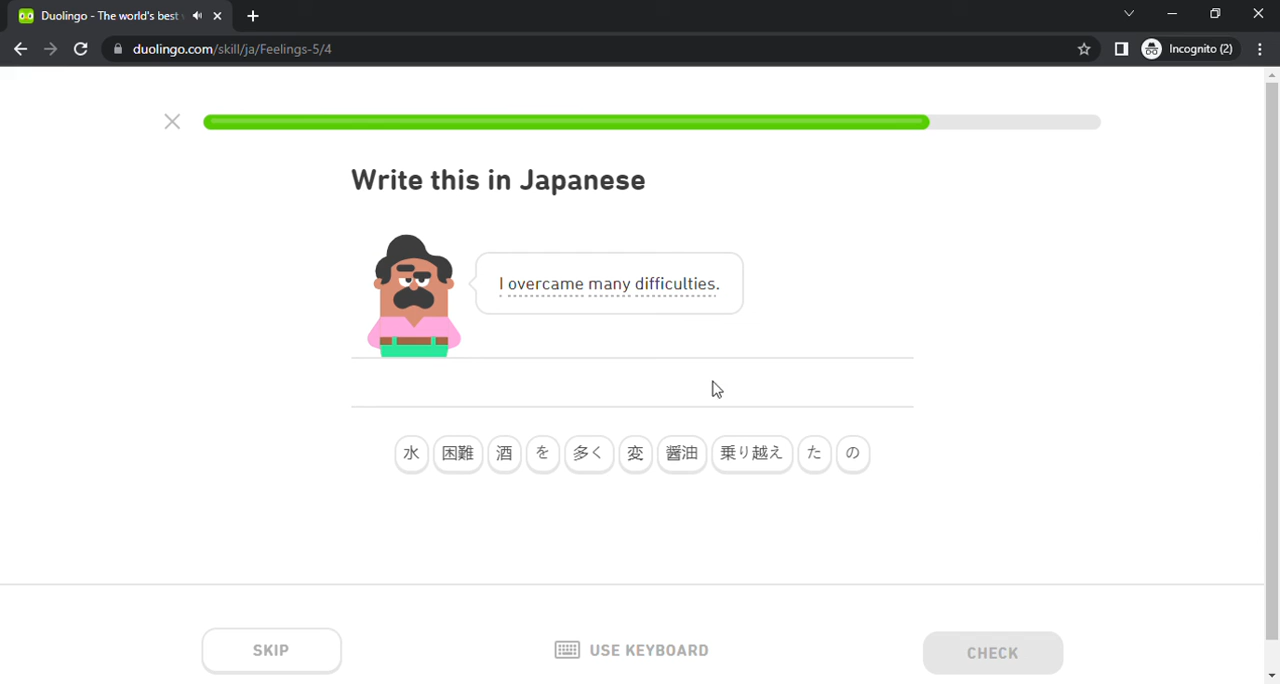 Duolingo - The world's best
duolingo.com/skill/ja/Feelings-5/4
Incognito (2)
Write this in Japanese
I overcame many difficulties.
水 困難 酒 を 多く 変 醤油 乗り越え た の
SKIP
USE KEYBOARD
CHECK